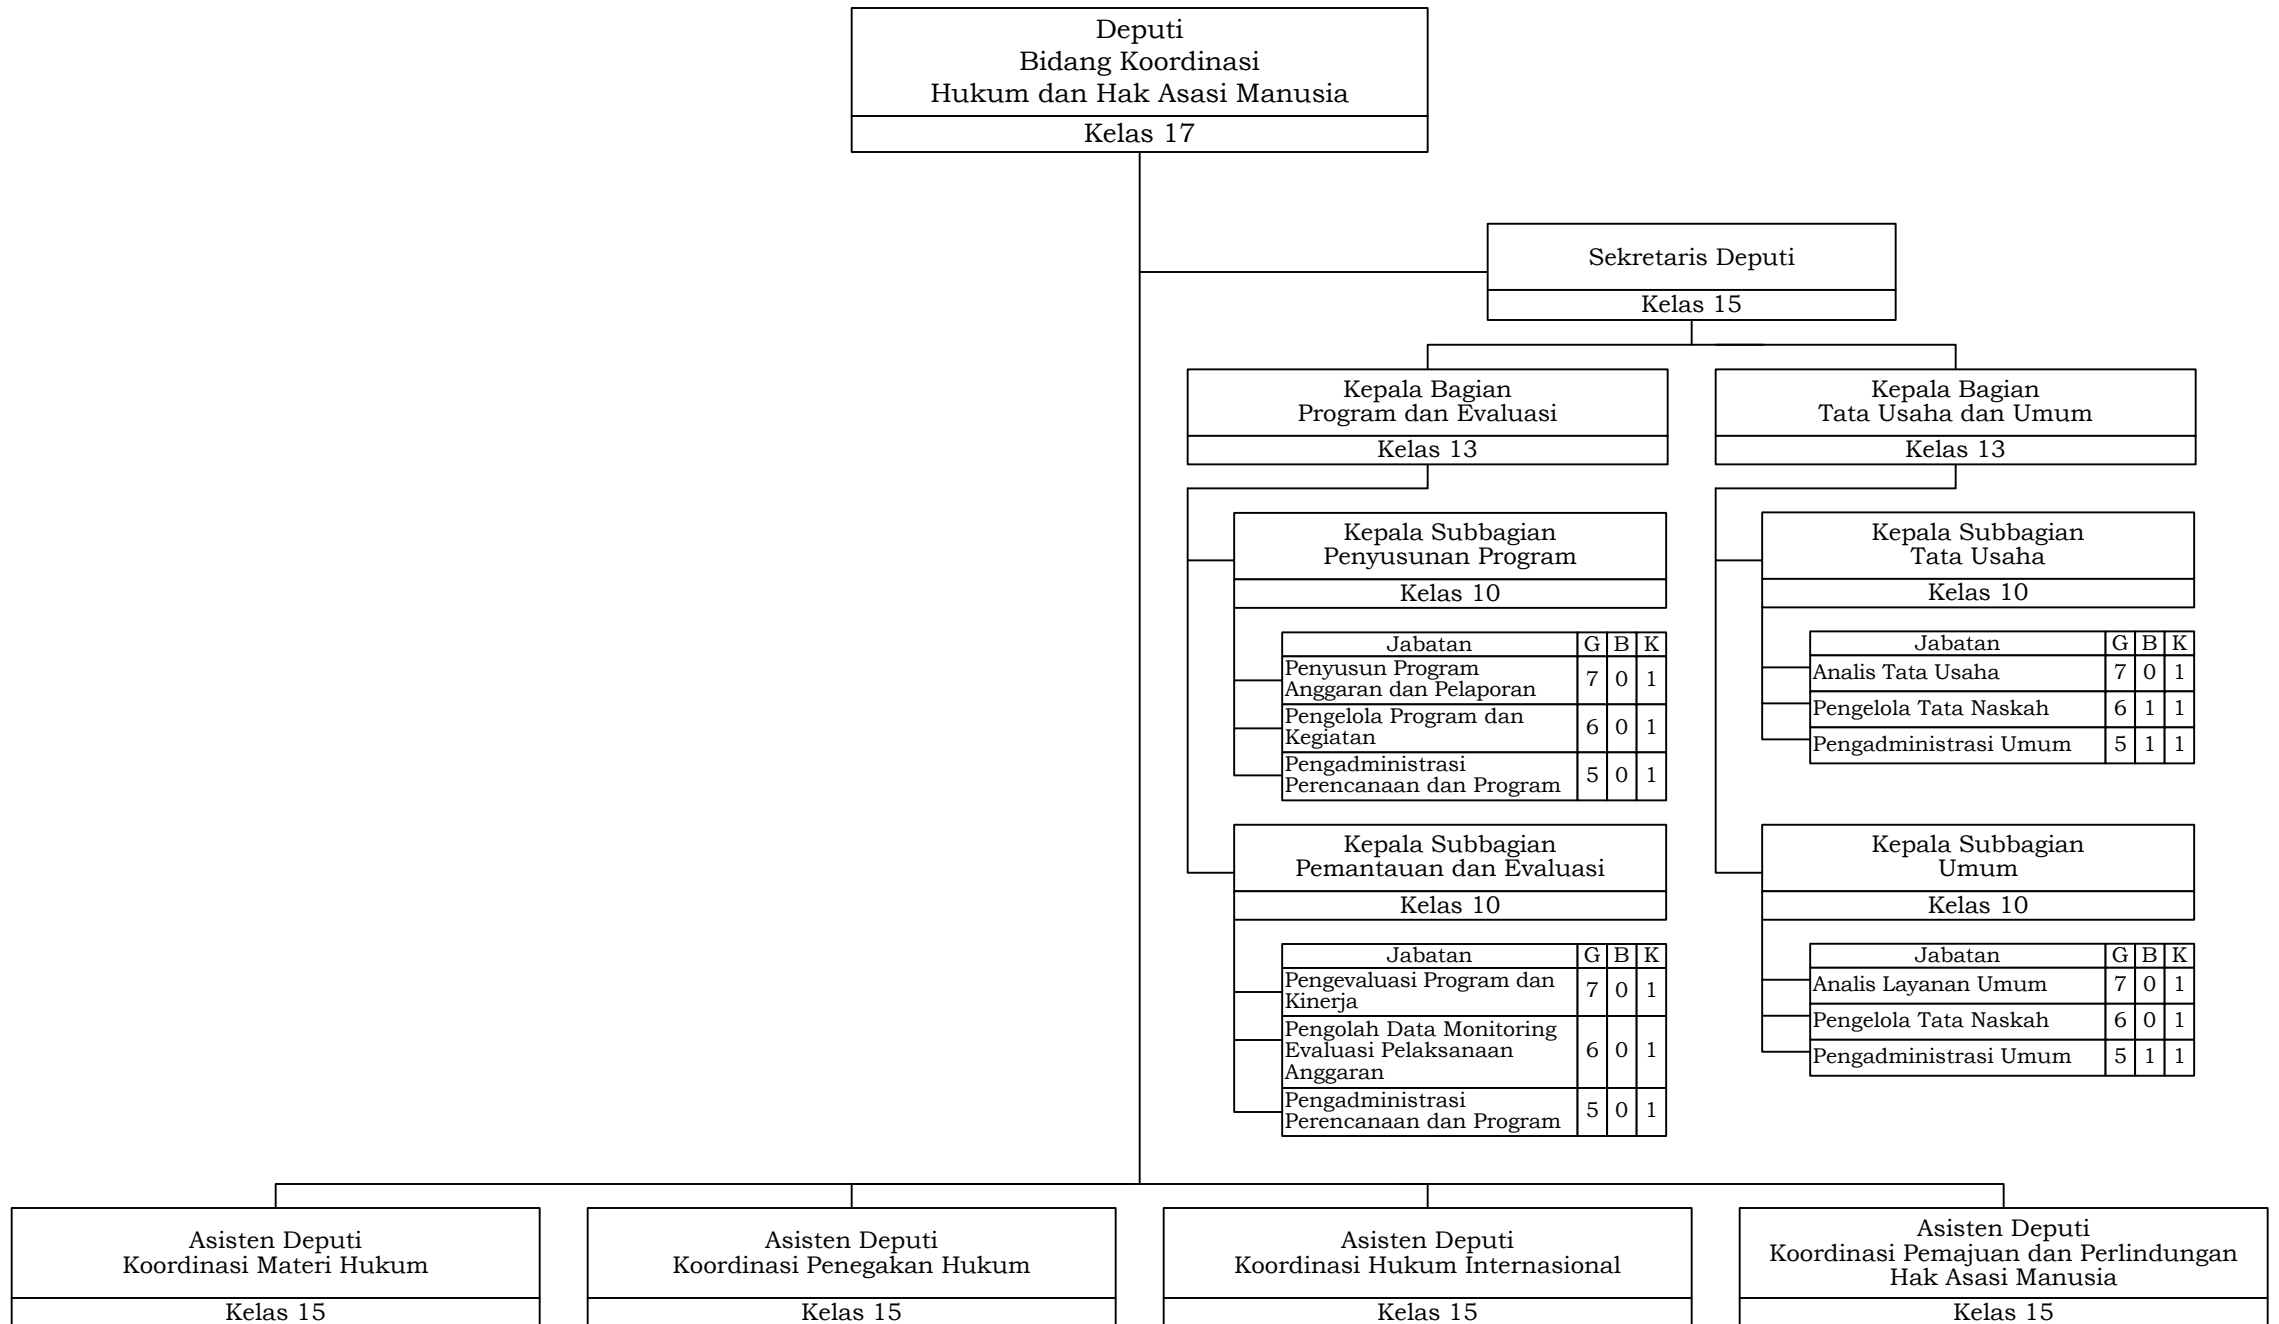 Deputi
Bidang Koordinasi
Hukum dan Hak Asasi Manusia
Kelas 17
Sekretaris Deputi
Kelas 15
Kepala Bagian
Program dan Evaluasi
Kelas 13
Kepala Subbagian
Penyusunan Program
Kelas 10
Jabatan G B K
Penyusun Program
Anggaran dan Pelaporan 7 0 1
Pengelola Program dan
Kegiatan 6 0 1
Pengadministrasi
Perencanaan dan Program 5 0 1
Kepala Subbagian
Pemantauan dan Evaluasi
Kelas 10
Jabatan G B K
Pengevaluasi Program dan
Kinerja 7 0 1
Pengolah Data Monitoring
Evaluasi Pelaksanaan 6 0 1
Anggaran
Pengadministrasi
Perencanaan dan Program 5 0 1
Kepala Bagian
Tata Usaha dan Umum
Kelas 13
Kepala Subbagian
Tata Usaha
Kelas 10
Jabatan G B K
Analis Tata Usaha 7 0 1
Pengelola Tata Naskah 6 1 1
Pengadministrasi Umum 5 1 1
Kepala Subbagian
Umum
Kelas 10
Jabatan G B K
Analis Layanan Umum 7 0 1
Pengelola Tata Naskah 6 0 1
Pengadministrasi Umum 5 1 1
Asisten Deputi
Koordinasi Materi Hukum
Kelas 15
Asisten Deputi
Koordinasi Penegakan Hukum
Kelas 15
Asisten Deputi
Koordinasi Hukum Internasional
Kelas 15
Asisten Deputi
Koordinasi Pemajuan dan Perlindungan
Hak Asasi Manusia
Kelas 15